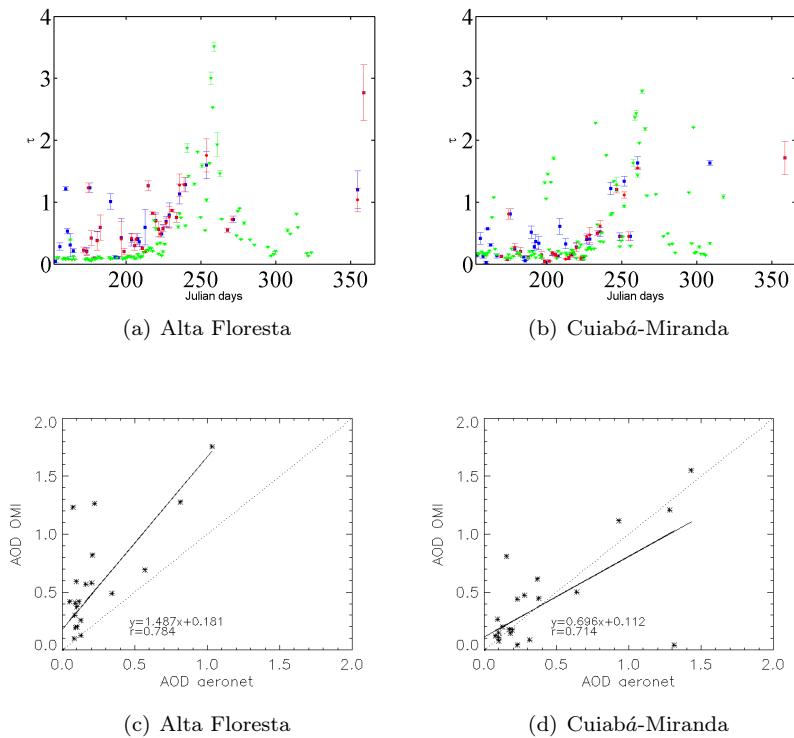 4
3
2
1
0
τ
200
250
300
350
Julian days
(a) Alta Floresta
4
3
2
1
0
τ
200
250
300
350
Julian days
(b) Cuiabá-Miranda
2.0
1.5
1.0
0.5
0.0
AOD OMI
y=1.487x+0.181
r=0.784
0.0
0.5
1.0
1.5
2.0
AOD aeronet
(c) Alta Floresta
2.0
1.5
1.0
0.5
0.0
AOD OMI
y=0.696x+0.112
r=0.714
0.0
0.5
1.0
1.5
2.0
AOD aeronet
(d) Cuiabá-Miranda